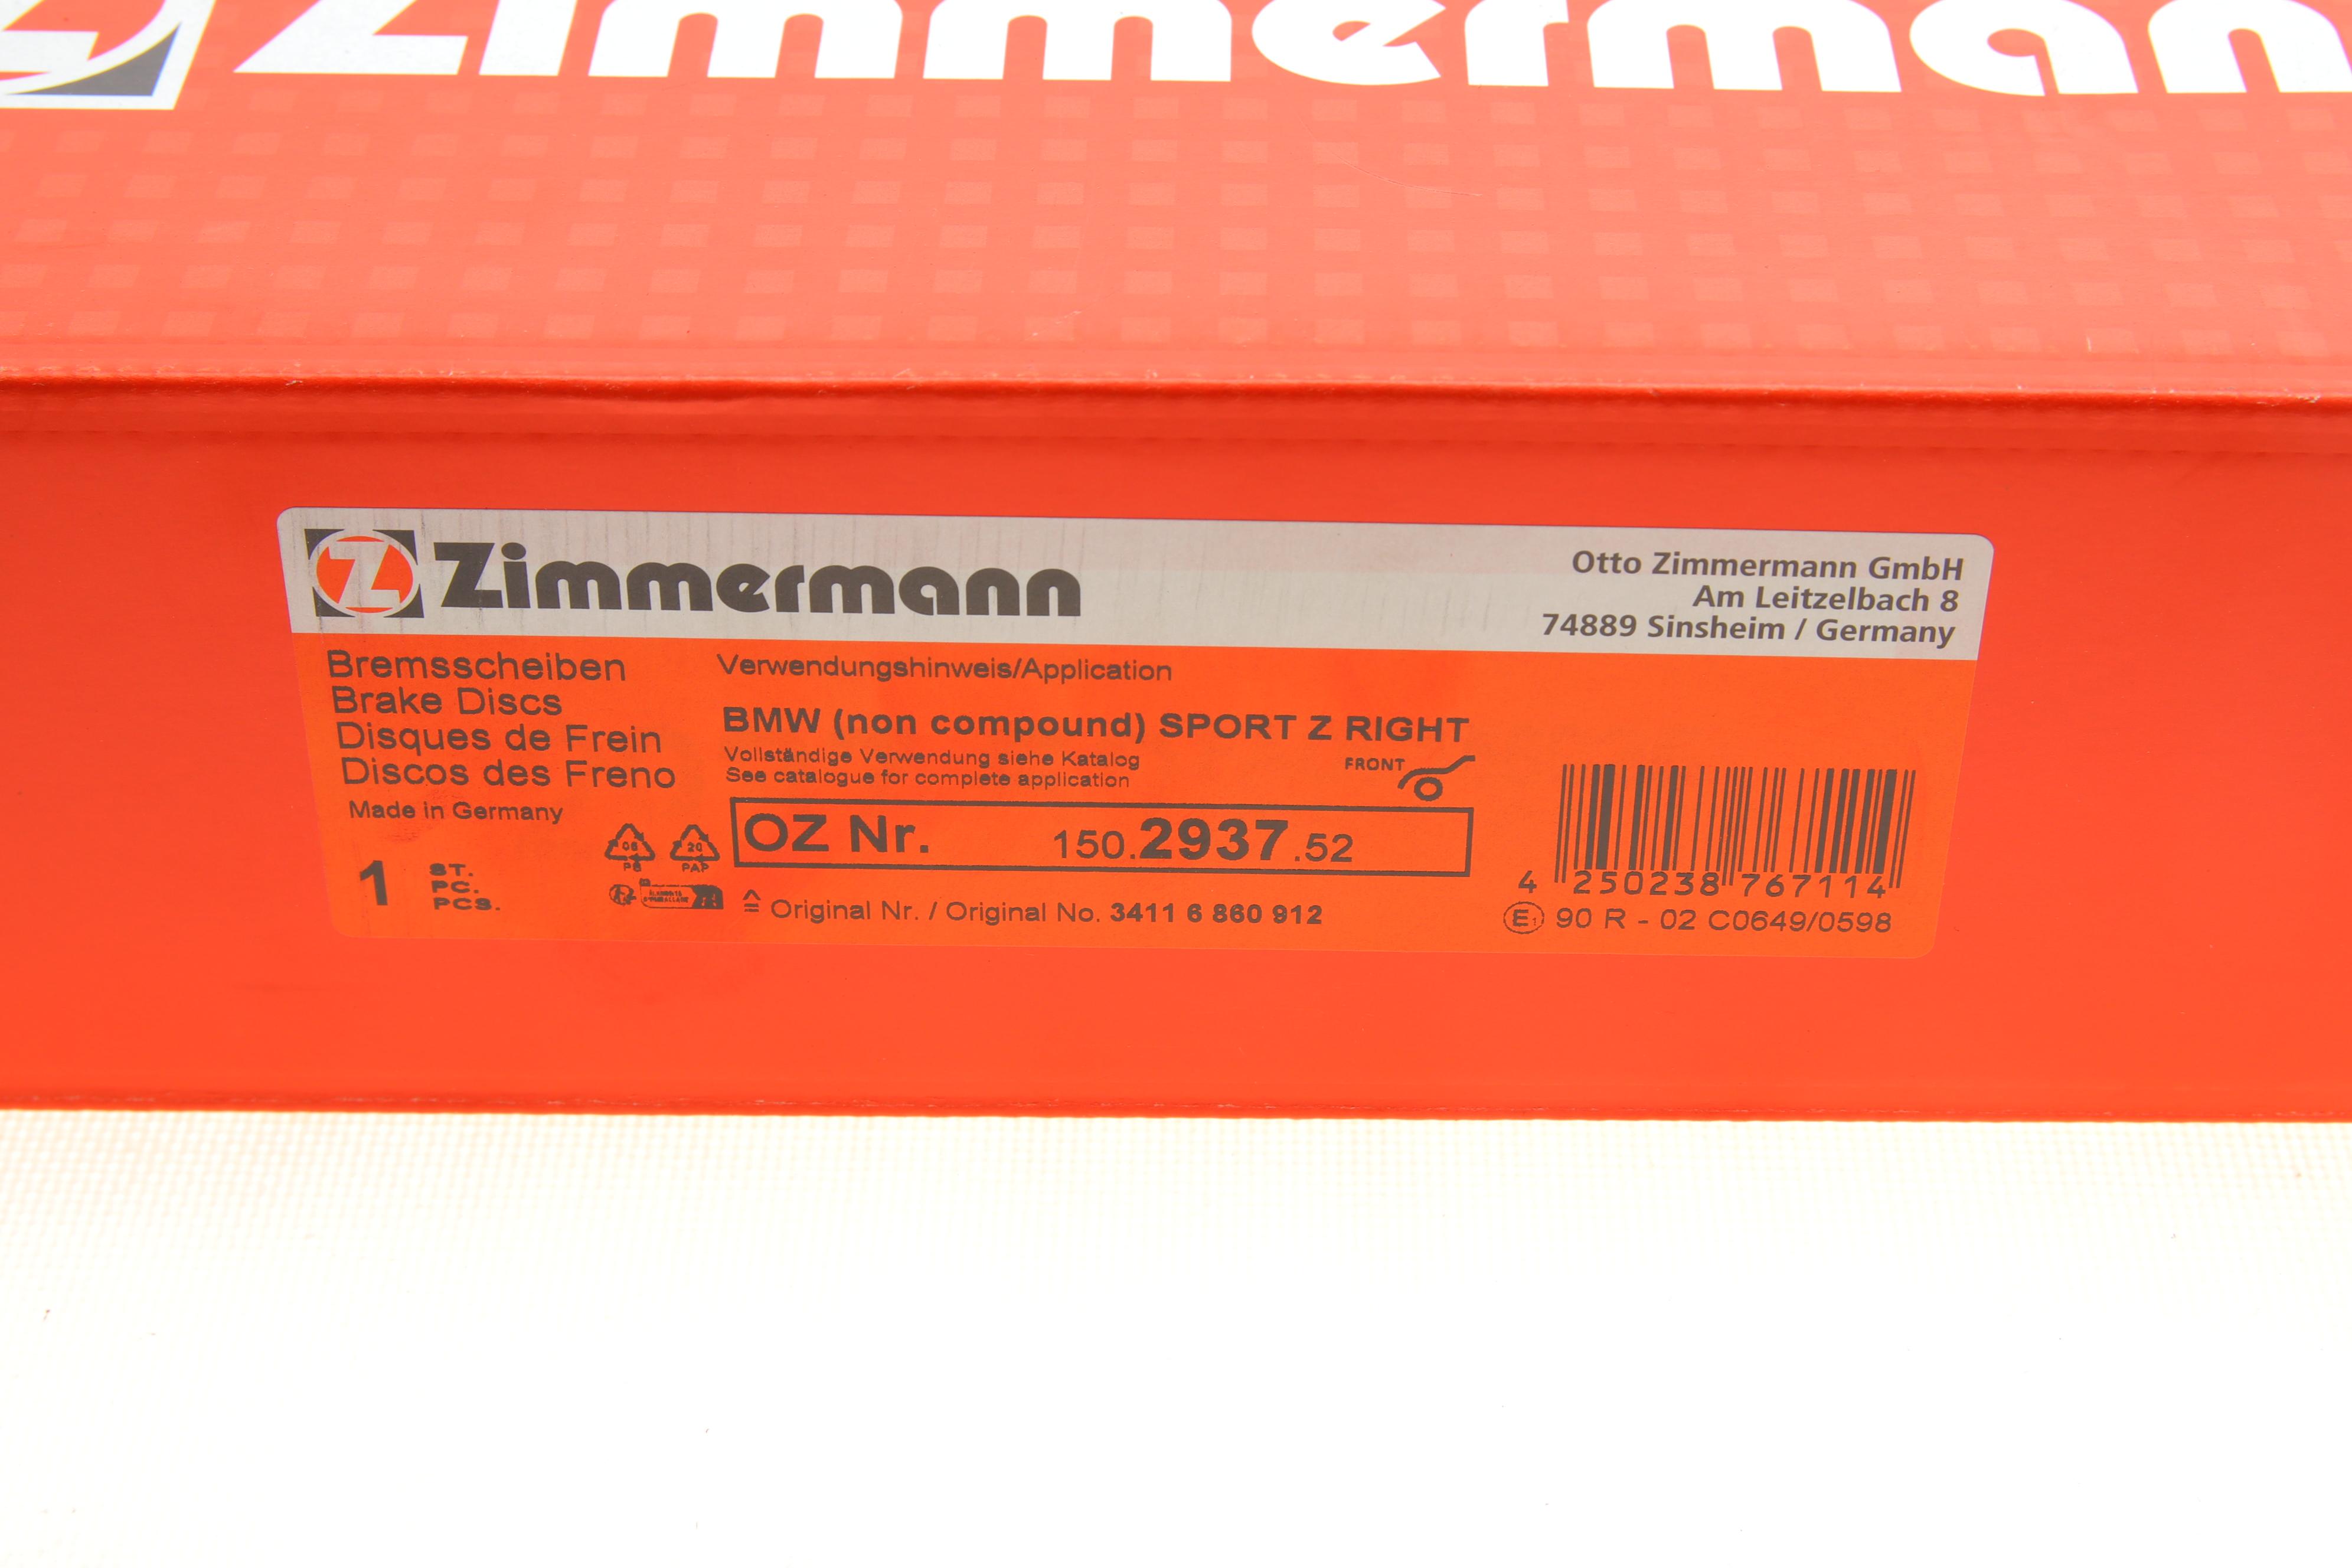 Zimmermann
Zimmermann
Otto Zimmermann GmbH
Am Leitzelbach 8
74889 Sinsheim / Germany
Bremsscheiben
Brake Discs
Disques de Frein
Discos des Freno
Made in Germany
1 ST.
PC.
PCS.
Verwendungshinweis/Application
BMW (non compound) SPORT Z RIGHT
Vollständige Verwendung siehe Katalog
See catalogue for complete application
FRONT
PAP
20
OZ Nr. 150.2937.52
≙ Original Nr. / Original No. 3411 6 860 912
4 250238 767114
E1 90 R - 02 C0649/0598